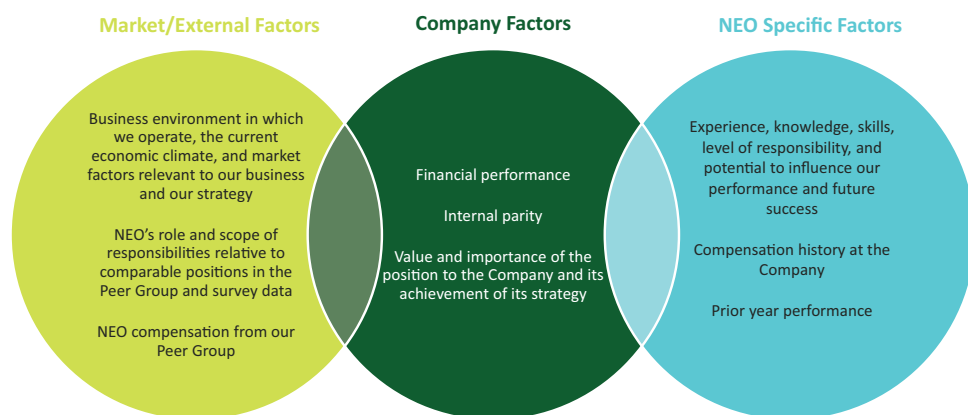 Market/External Factors
Business environment in which
we operate, the current
economic climate, and market
factors relevant to our business
and our strategy
NEO's role and scope of
responsibilities relative to
comparable positions in the
Peer Group and survey data
NEO compensation from our
Peer Group
Company Factors
Financial performance
Internal parity
Value and importance of the
position to the Company and its
achievement of its strategy
NEO Specific Factors
Experience, knowledge, skills,
level of responsibility, and
potential to influence our
performance and future
success
Compensation history at the
Company
Prior year performance